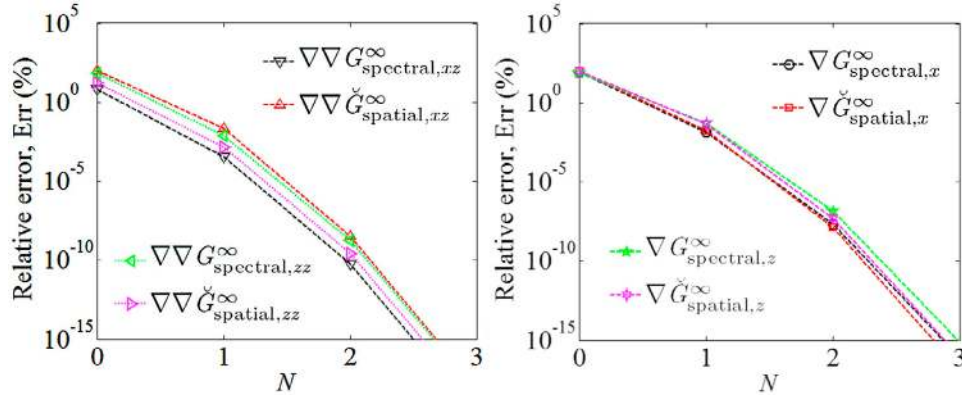 Relative error, Err (%)
10^5
10^0
10^-5
10^-10
10^-15
∇∇G^∞_spectral,xz
∇∇Ğ^∞_spatial,xz
∇∇G^∞_spectral,zz
∇∇Ğ^∞_spatial,zz
0 1 2 3
N
Relative error, Err (%)
10^5
10^0
10^-5
10^-10
10^-15
∇G^∞_spectral,x
∇Ğ^∞_spatial,x
∇G^∞_spectral,z
∇Ğ^∞_spatial,z
0 1 2 3
N